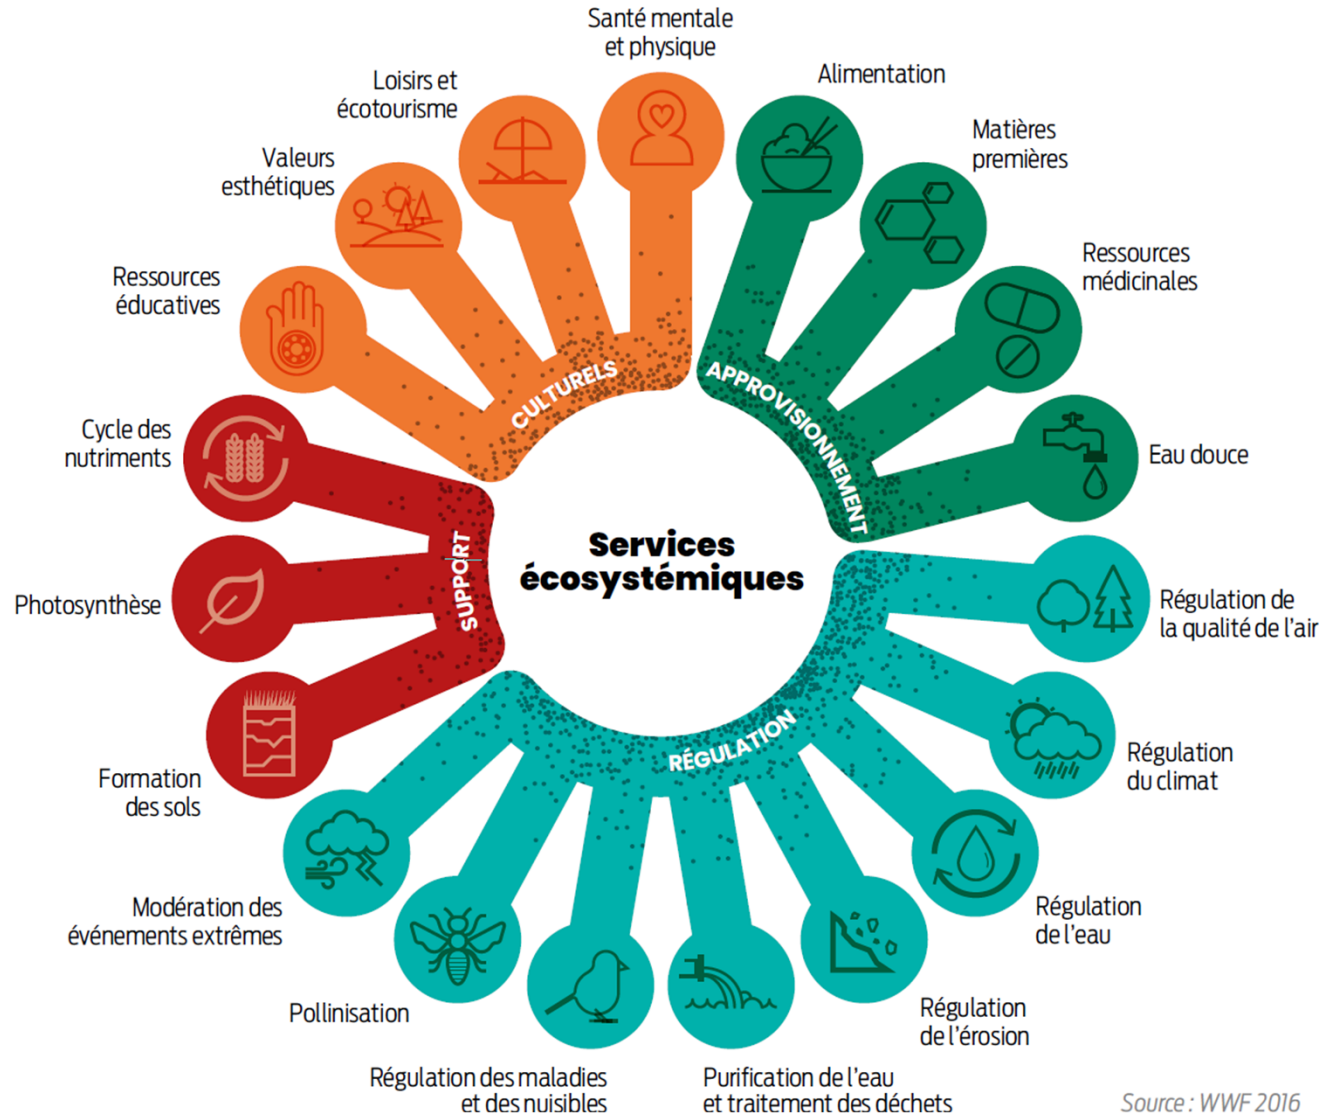 Santé mentale
et physique
Alimentation
Loisirs et
écotourisme
Matières
premières
Valeurs
esthétiques
Ressources
médicinales
Ressources
éducatives
CULTURELS
APPROVISIONNEMENT
Cycle des
nutriments
Eau douce
Services
écosystémiques
SUPPORT
Photosynthèse
Régulation de
la qualité de l'air
RÉGULATION
Formation
des sols
Régulation
du climat
Modération des
événements extrêmes
Régulation
de l'eau
Pollinisation
Régulation
de l'érosion
Régulation des maladies
et des nuisibles
Purification de l'eau
et traitement des déchets
Source : WWF 2016